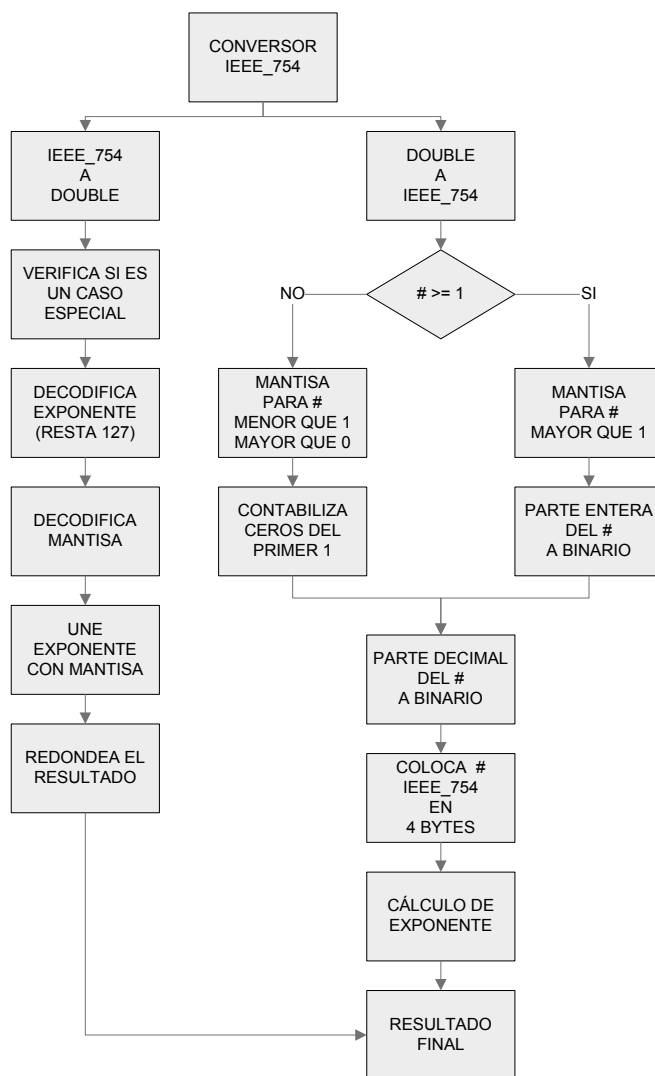 CONVERSOR
IEEE_754
IEEE_754
A
DOUBLE
VERIFICA SI ES
UN CASO
ESPECIAL
DECODIFICA
EXPONENTE
(RESTA 127)
DECODIFICA
MANTISA
UNE
EXPONENTE
CON MANTISA
REDONDEA EL
RESULTADO
DOUBLE
A
IEEE_754
# >= 1
NO
SI
MANTISA
PARA #
MENOR QUE 1
MAYOR QUE 0
CONTABILIZA
CEROS DEL
PRIMER 1
MANTISA
PARA #
MAYOR QUE 1
PARTE ENTERA
DEL #
A BINARIO
PARTE DECIMAL
DEL #
A BINARIO
COLOCA #
IEEE_754
EN
4 BYTES
CÁLCULO DE
EXPONENTE
RESULTADO
FINAL